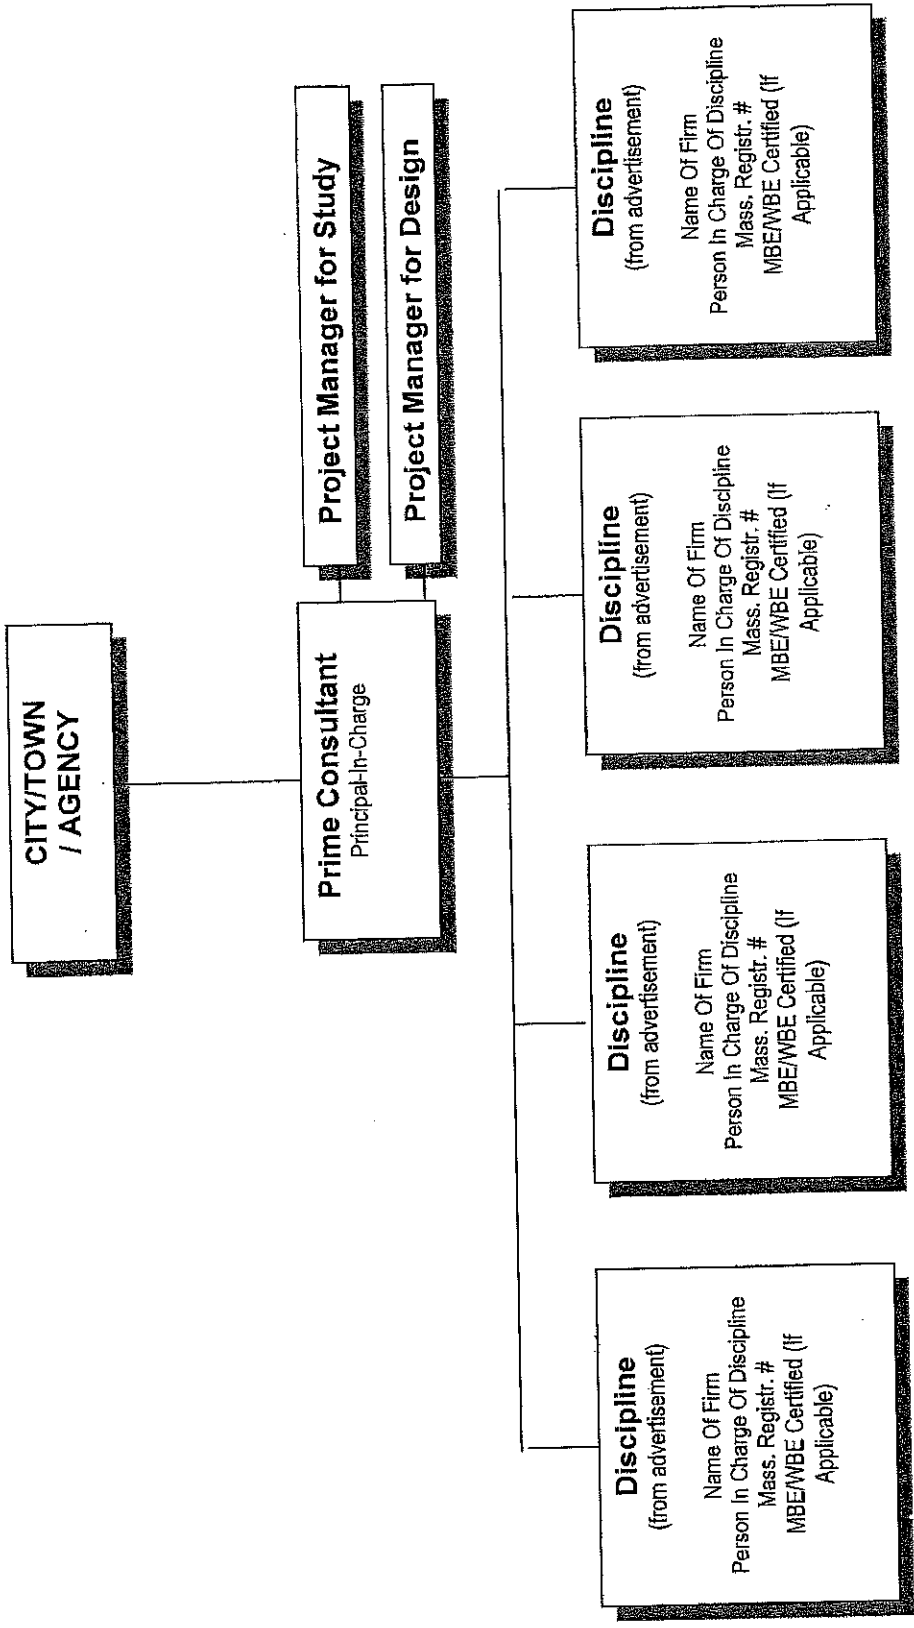 CITY/TOWN
/ AGENCY
Prime Consultant
Principal-In-Charge
Project Manager for Study
Project Manager for Design
Discipline
(from advertisement)
Name Of Firm
Person In Charge Of Discipline
Mass. Registr. #
MBE/WBE Certified (If
Applicable)
Discipline
(from advertisement)
Name Of Firm
Person In Charge Of Discipline
Mass. Registr. #
MBE/WBE Certified (If
Applicable)
Discipline
(from advertisement)
Name Of Firm
Person In Charge Of Discipline
Mass. Registr. #
MBE/WBE Certified (If
Applicable)
Discipline
(from advertisement)
Name Of Firm
Person In Charge Of Discipline
Mass. Registr. #
MBE/WBE Certified (If
Applicable)